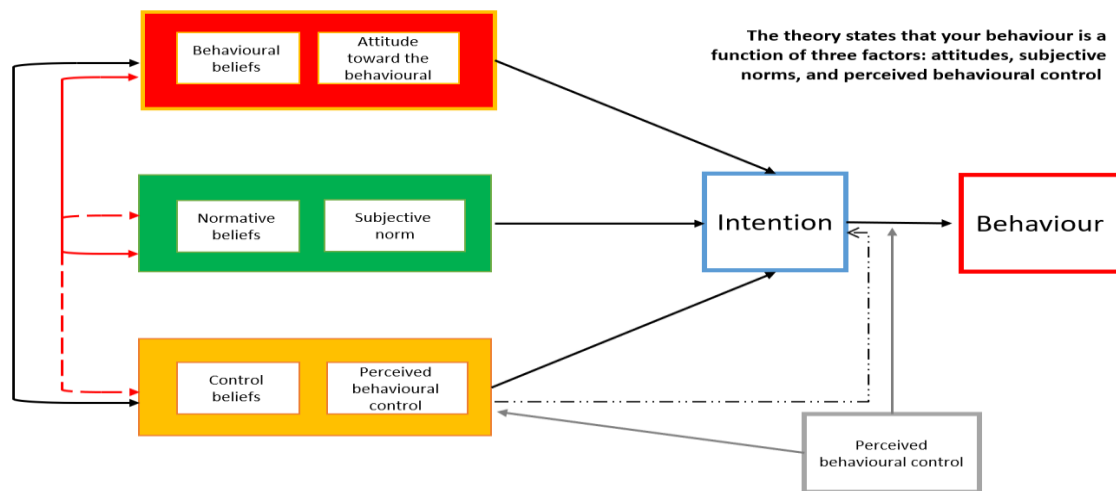 The theory states that your behaviour is a
function of three factors: attitudes, subjective
norms, and perceived behavioural control
Behavioural
beliefs
Attitude
toward the
behavioural
Normative
beliefs
Subjective
norm
Control
beliefs
Perceived
behavioural
control
Intention
Behaviour
Perceived
behavioural control